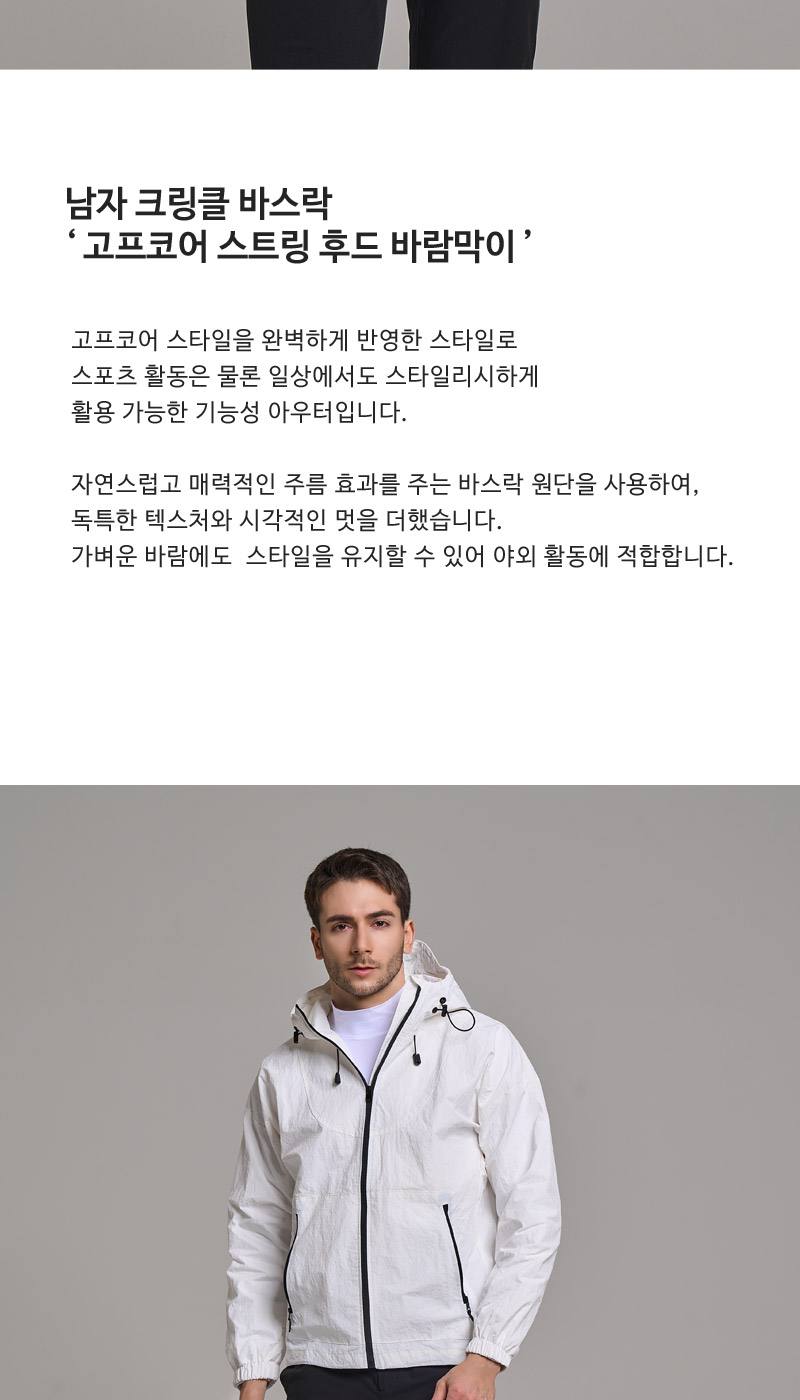 남자 크링클 바스락
‘ 고프코어 스트링 후드 바람막이 ’
고프코어 스타일을 완벽하게 반영한 스타일로
스포츠 활동은 물론 일상에서도 스타일리시하게
활용 가능한 기능성 아우터입니다.
자연스럽고 매력적인 주름 효과를 주는 바스락 원단을 사용하여,
독특한 텍스처와 시각적인 멋을 더했습니다.
가벼운 바람에도  스타일을 유지할 수 있어 야외 활동에 적합합니다.